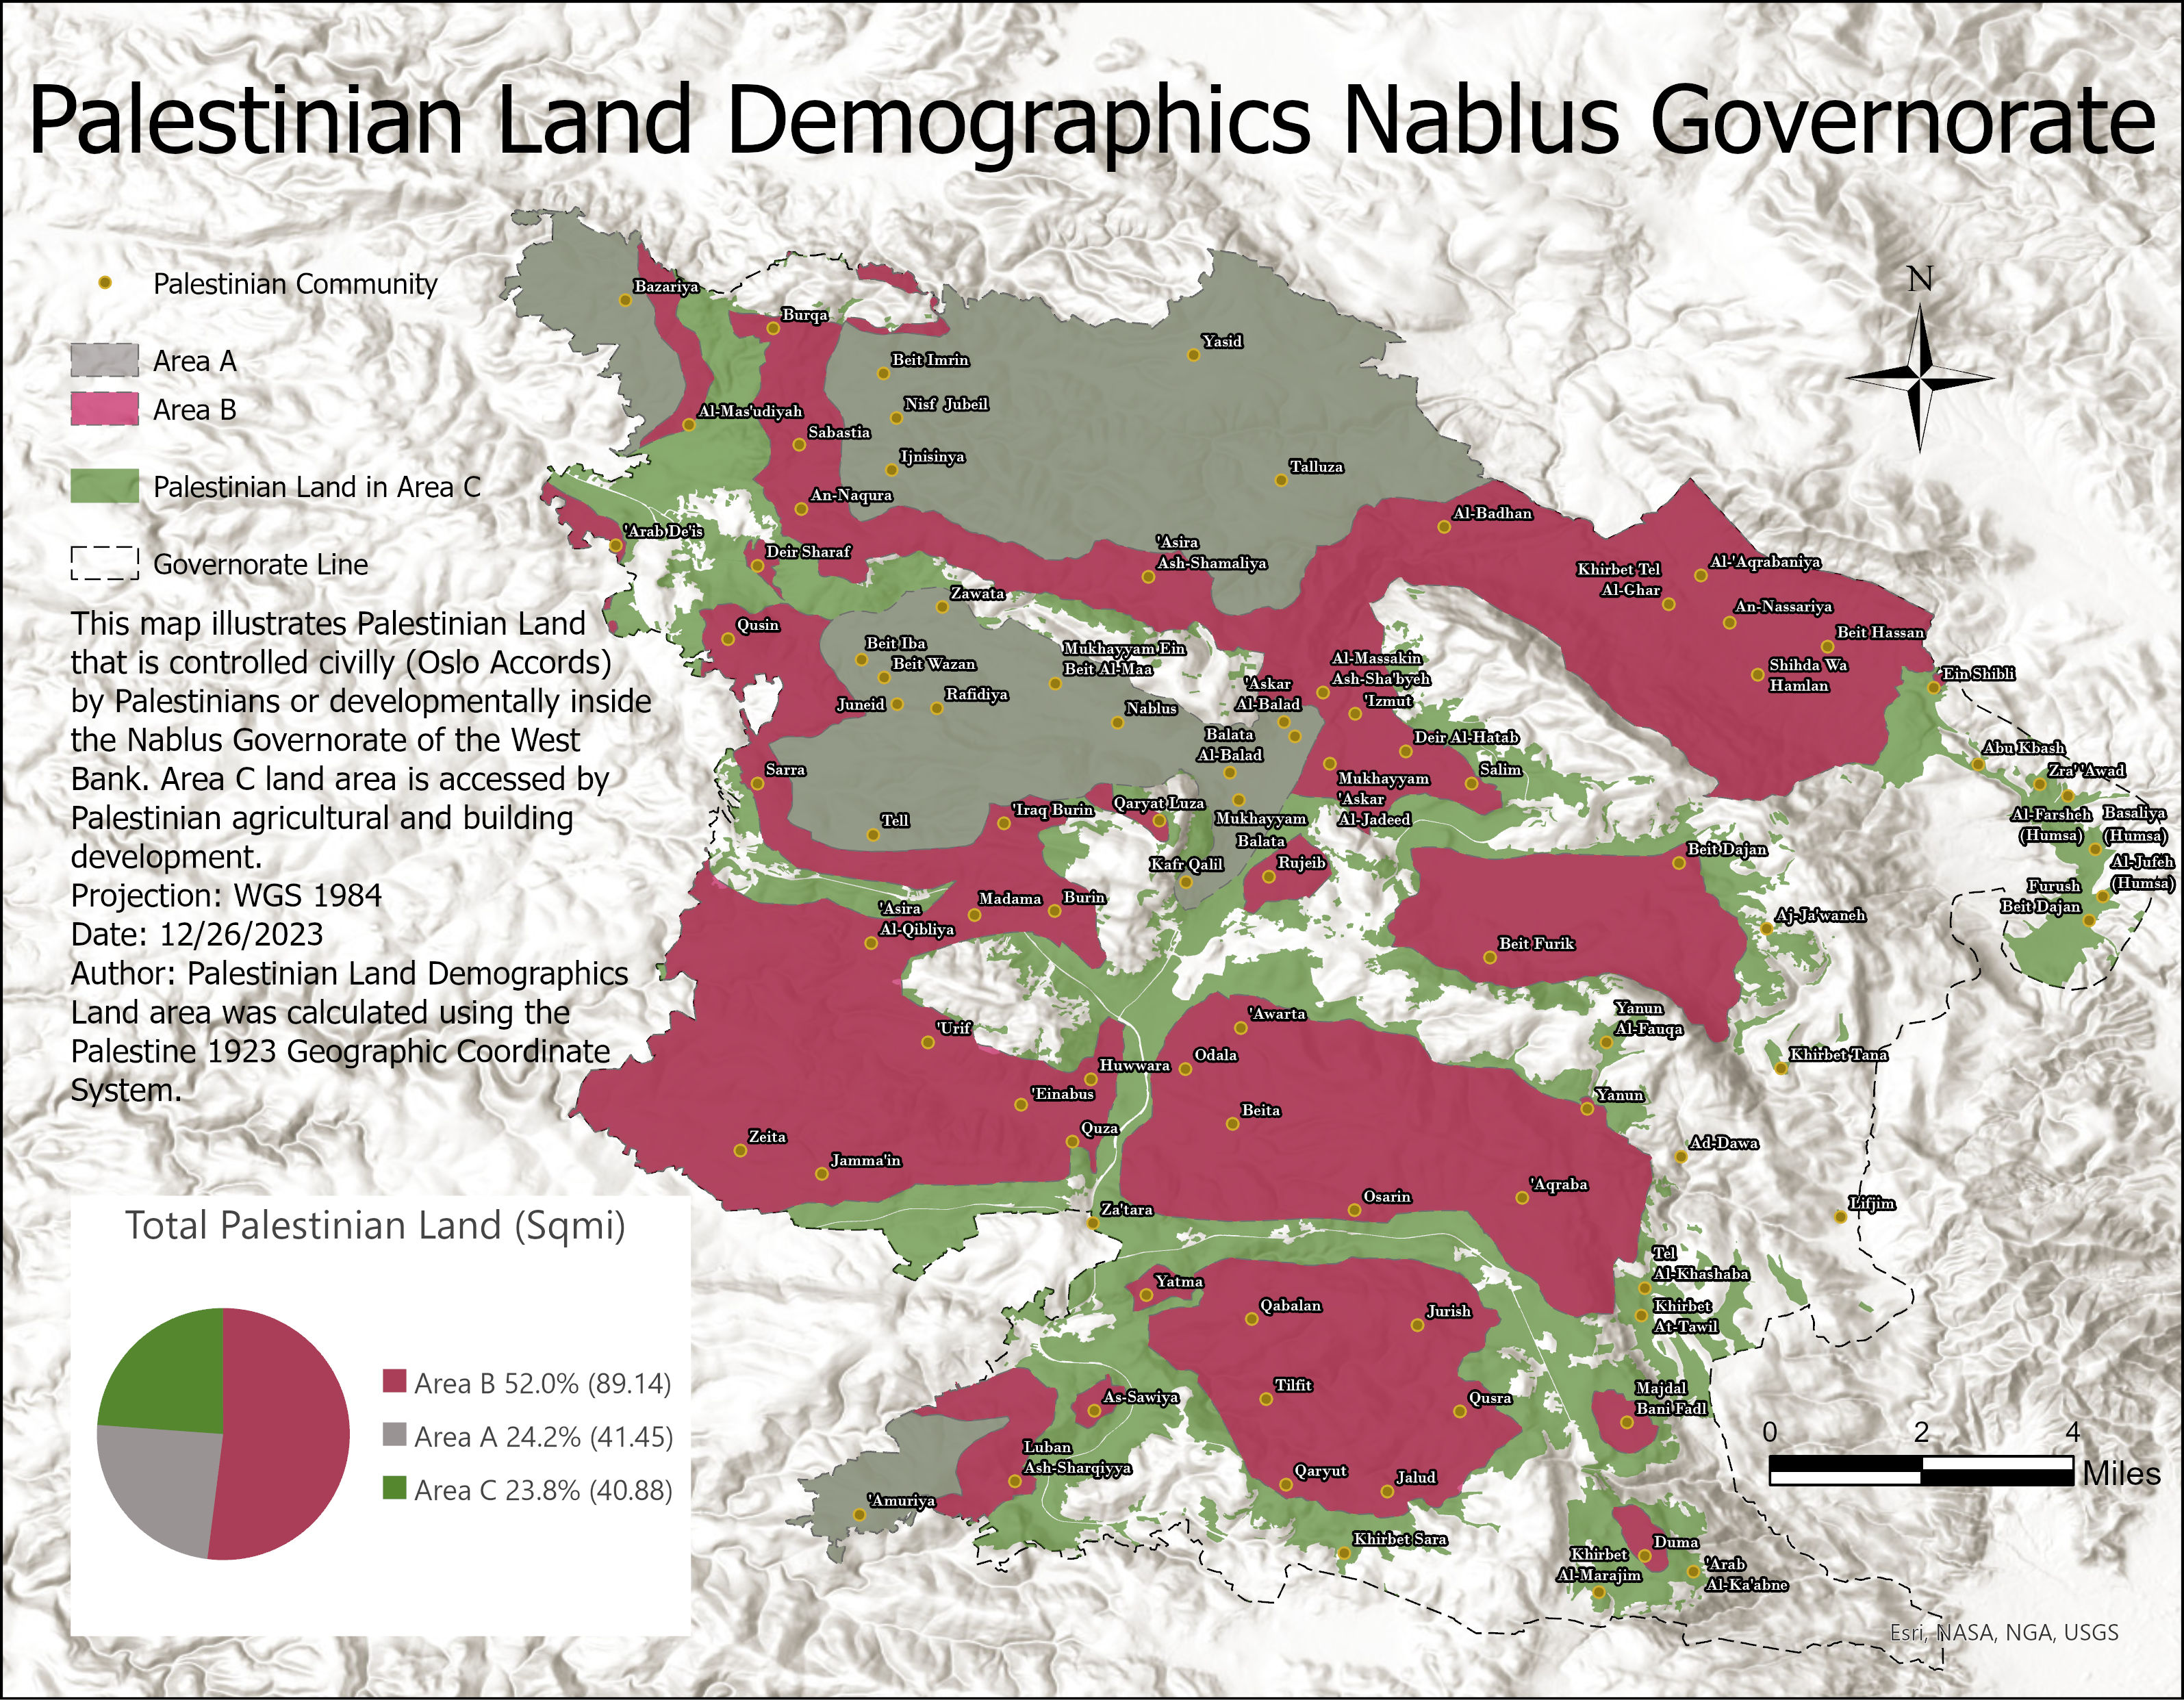 Palestinian Land Demographics Nablus Governorate
Palestinian Community
Area A
Area B
Palestinian Land in Area C
Governorate Line
This map illustrates Palestinian Land
that is controlled civilly (Oslo Accords)
by Palestinians or developmentally inside
the Nablus Governorate of the West
Bank. Area C land area is accessed by
Palestinian agricultural and building
development.
Projection: WGS 1984
Date: 12/26/2023
Author: Palestinian Land Demographics
Land area was calculated using the
Palestine 1923 Geographic Coordinate
System.
Total Palestinian Land (Sqmi)
Area B 52.0% (89.14)
Area A 24.2% (41.45)
Area C 23.8% (40.88)
N
Bazariya
Burqa
Yasid
Beit Imrin
Nisf Jubeil
Al-Mas'udiyah
Sabastia
Ijnisinya
Talluza
An-Naqura
Al-Badhan
'Arab De'is
Deir Sharaf
'Asira
Ash-Shamaliya
Al-'Aqrabaniya
Khirbet Tel
Al-Ghar
Zawata
An-Nassariya
Qusin
Beit Hassan
Beit Iba
Beit Wazan
Mukhayyam Ein
Beit Al-Maa
Al-Massakin
Ash-Sha'byeh
Shihda Wa
Hamlan
Ein Shibli
'Askar
Al-Balad
Juneid
Rafidiya
'Izmut
Nablus
Balata
Al-Balad
Deir Al-Hatab
Abu Kbash
Sarra
Salim
Zra' 'Awad
Mukhayyam
'Askar
Al-Jadeed
Qaryat Luza
'Iraq Burin
Tell
Mukhayyam
Balata
Al-Farsheh
(Humsa)
Basaliya
(Humsa)
Beit Dajan
Kafr Qalil
Rujeib
Al-Jufeh
(Humsa)
Furush
Beit Dajan
Madama
Burin
'Asira
Al-Qibliya
Aj-Ja'waneh
Beit Furik
'Awarta
Yanun
Al-Fauqa
'Urif
Odala
Khirbet Tana
Huwwara
'Einabus
Yanun
Beita
Quza
Zeita
Ad-Dawa
Jamma'in
'Aqraba
Osarin
Za'tara
Lifjim
Tel
Al-Khashaba
Yatma
Qabalan
Jurish
Khirbet
At-Tawil
As-Sawiya
Tilfit
Qusra
Majdal
Bani Fadl
Luban
Ash-Sharqiyya
Qaryut
Jalud
'Amuriya
Khirbet Sara
Duma
Khirbet
Al-Marajim
'Arab
Al-Ka'abne
0 2 4
Miles
Esri, NASA, NGA, USGS